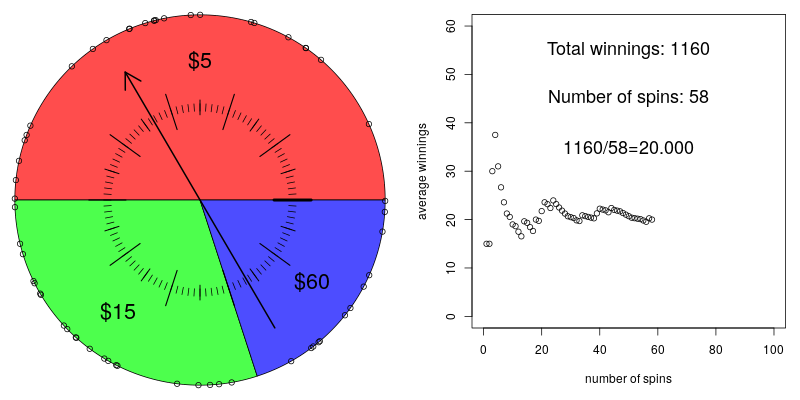 $5
$15
$60
Total winnings: 1160
Number of spins: 58
1160/58=20.000
average winnings
60
50
40
30
20
10
0
0 20 40 60 80 100
number of spins